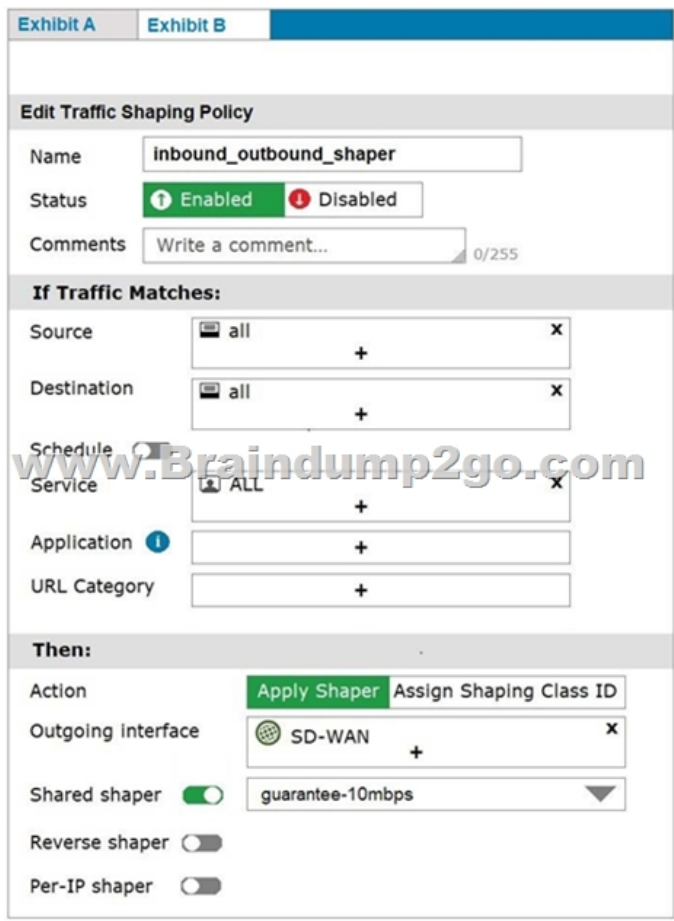 Exhibit A Exhibit B
Edit Traffic Shaping Policy
Name inbound_outbound_shaper
Status Enabled Disabled
Comments Write a comment... 0/255
If Traffic Matches:
Source all x
+
Destination all x
+
Schedule
www.Braindump2go.com
Service ALL x
+
Application i +
URL Category +
Then:
Action Apply Shaper Assign Shaping Class ID
Outgoing interface SD-WAN x
+
Shared shaper guarantee-10mbps
Reverse shaper
Per-IP shaper